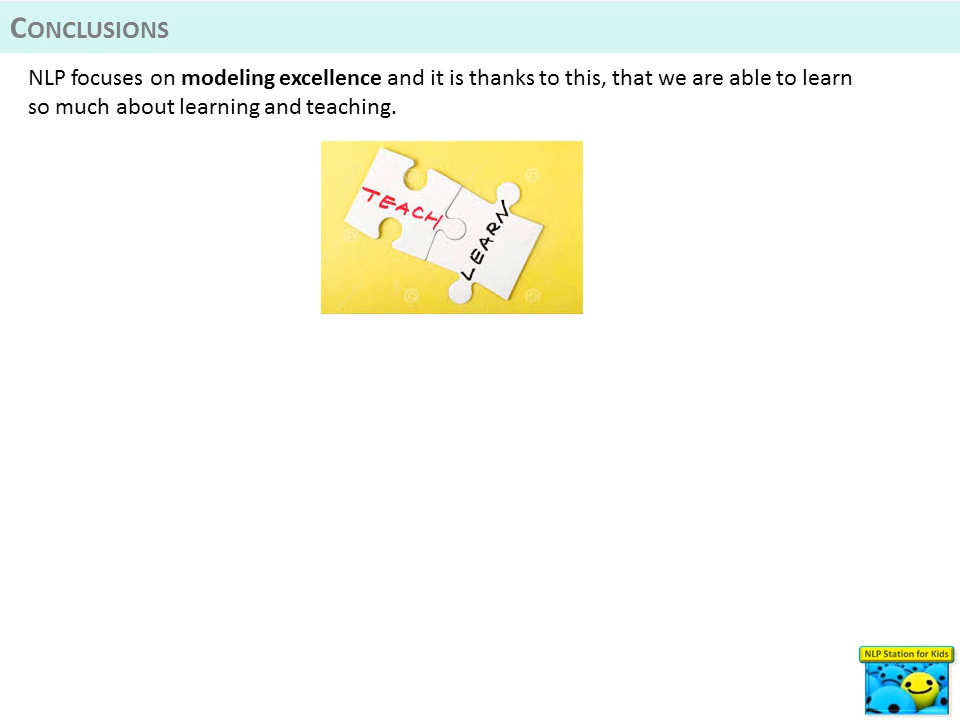 CONCLUSIONS
NLP focuses on modeling excellence and it is thanks to this, that we are able to learn
so much about learning and teaching.
TEACH
LEARN
NLP Station for Kids